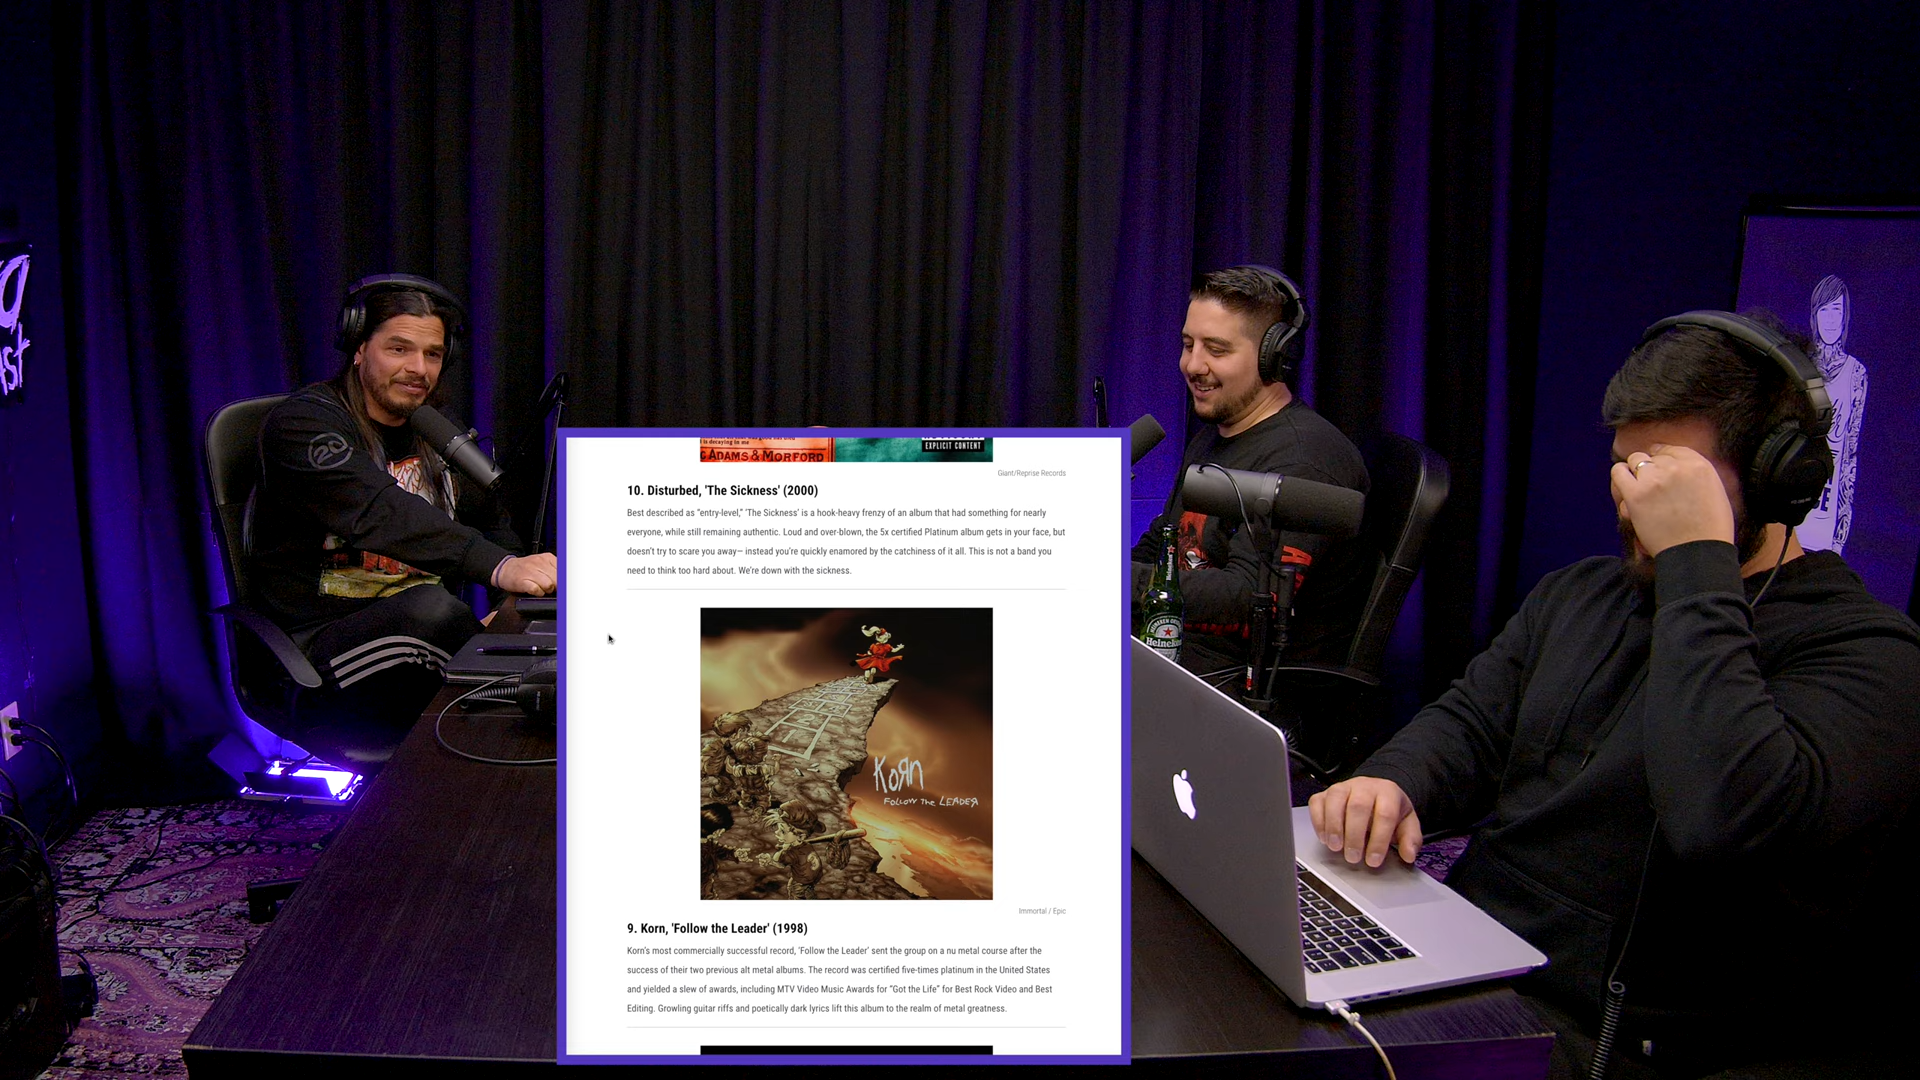 G ADAMS & MORFORD
EXPLICIT CONTENT
Giant/Reprise Records
10. Disturbed, 'The Sickness' (2000)
Best described as "entry-level," 'The Sickness' is a hook-heavy frenzy of an album that had something for nearly
everyone, while still remaining authentic. Loud and over-blown, the 5x certified Platinum album gets in your face, but
doesn't try to scare you away— instead you're quickly enamored by the catchiness of it all. This is not a band you
need to think too hard about. We're down with the sickness.
KoЯn
FOLLOW THE LEADEЯ
Immortal / Epic
9. Korn, 'Follow the Leader' (1998)
Korn's most commercially successful record, 'Follow the Leader' sent the group on a nu metal course after the
success of their two previous alt metal albums. The record was certified five-times platinum in the United States
and yielded a slew of awards, including MTV Video Music Awards for "Got the Life" for Best Rock Video and Best
Editing. Growling guitar riffs and poetically dark lyrics lift this album to the realm of metal greatness.
Heineken